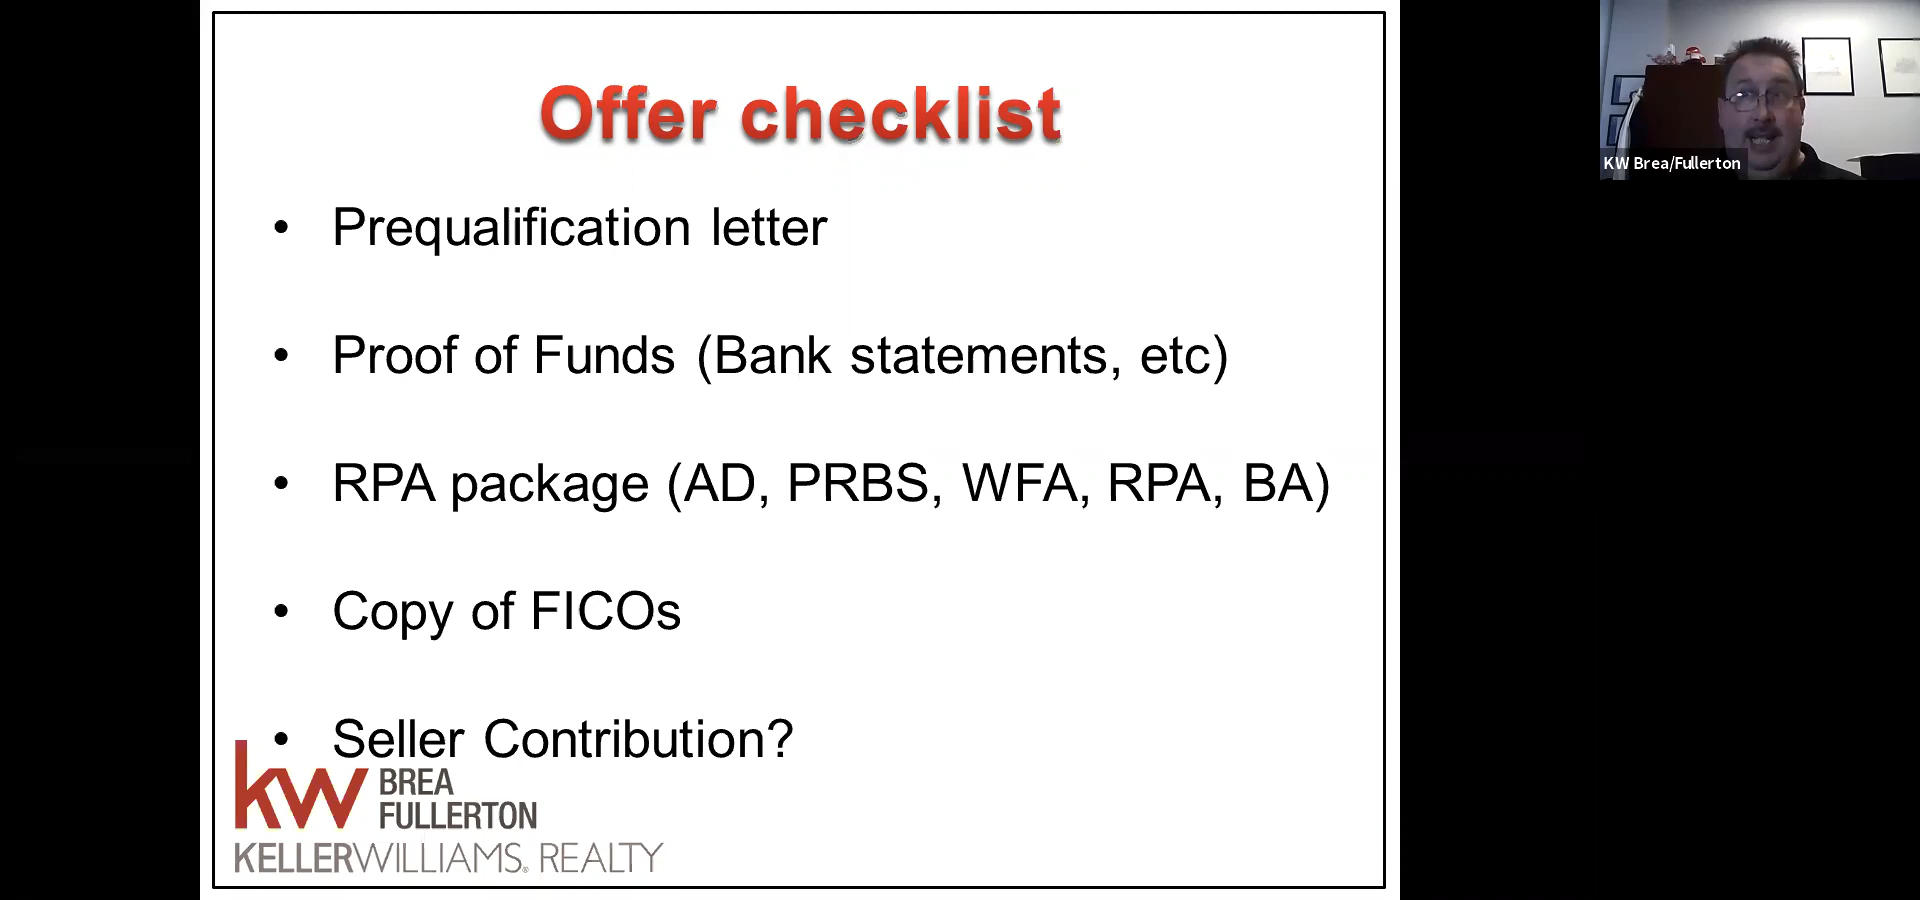 Offer checklist
• Prequalification letter
• Proof of Funds (Bank statements, etc)
• RPA package (AD, PRBS, WFA, RPA, BA)
• Copy of FICOs
• Seller Contribution?
kw BREA
FULLERTON
KELLERWILLIAMS® REALTY
KW Brea/Fullerton